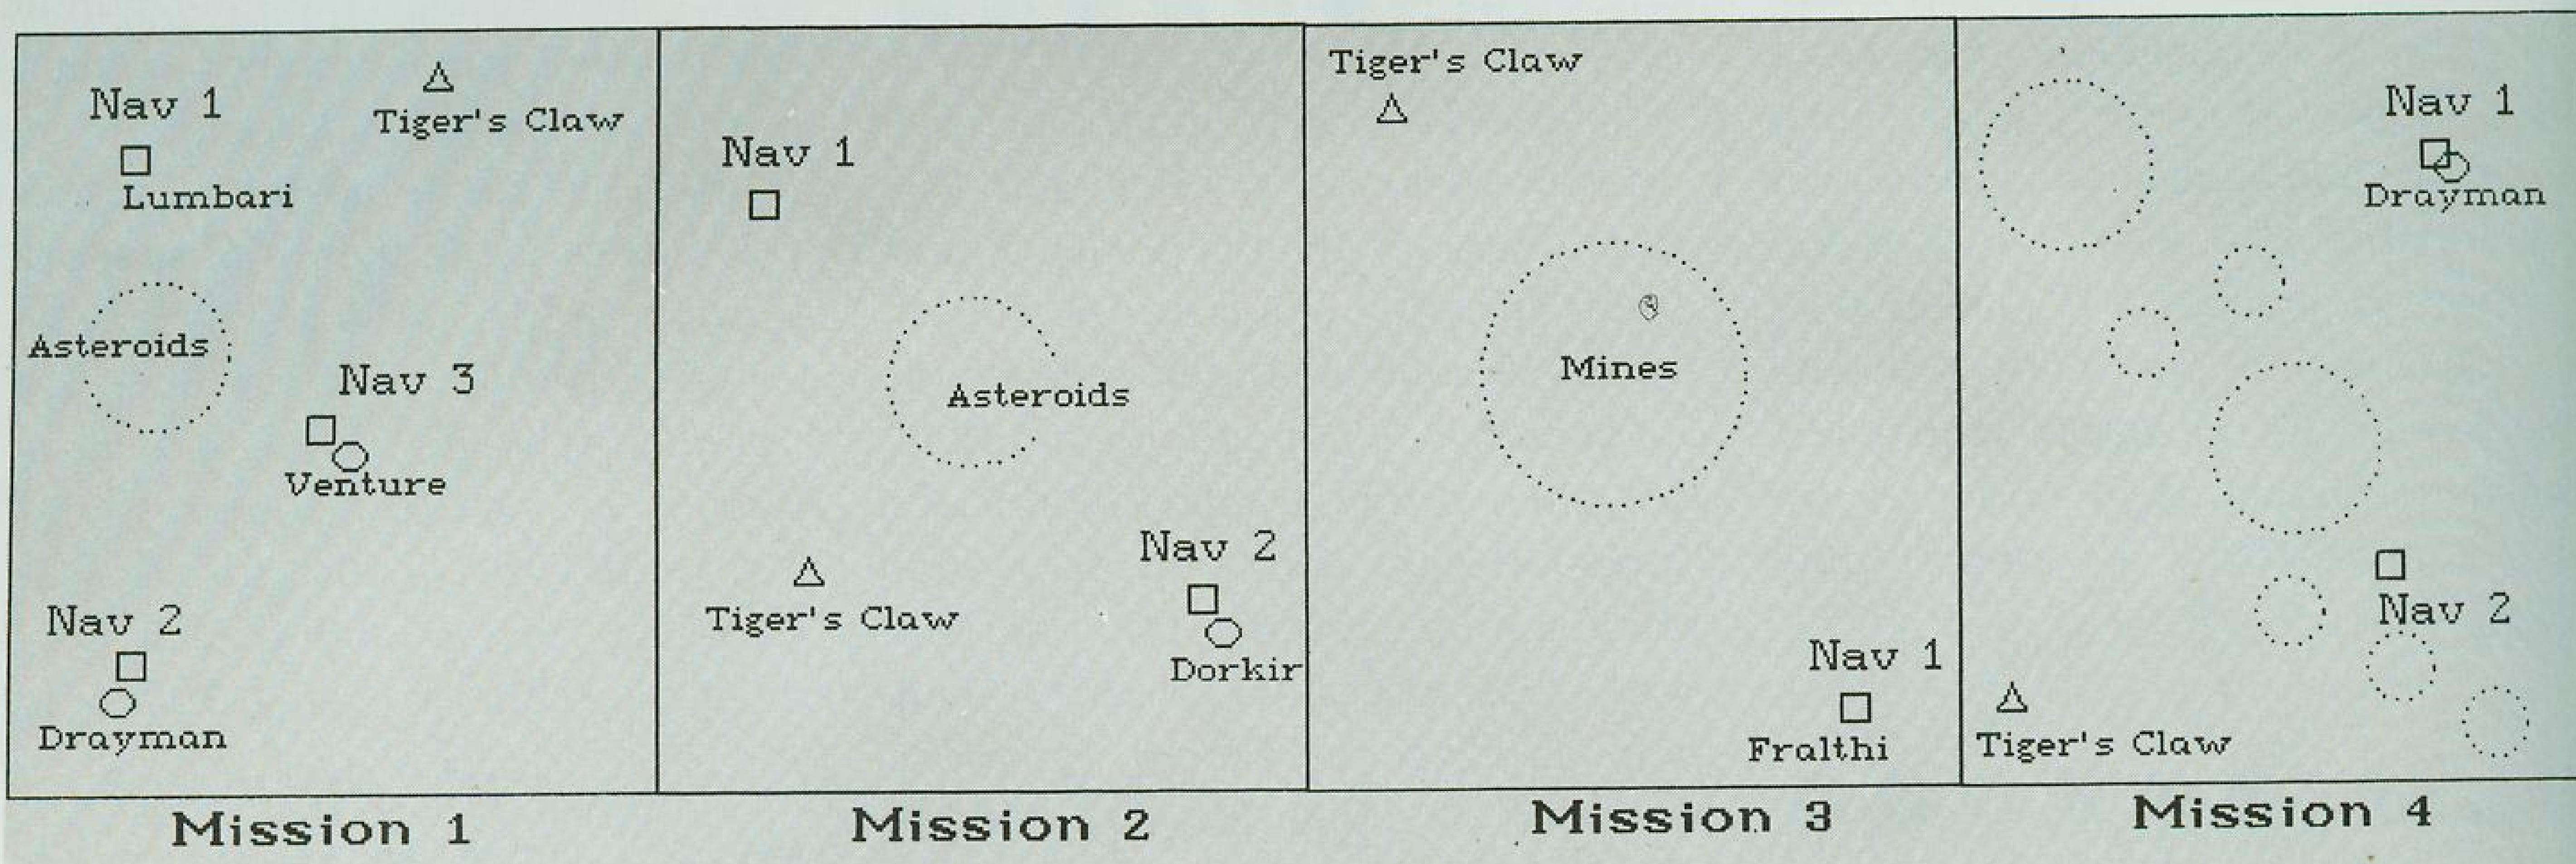 Nav 1
Tiger's Claw
Lumbari
Asteroids
Nav 3
Venture
Nav 2
Drayman
Mission 1
Nav 1
Asteroids
Nav 2
Tiger's Claw
Dorkir
Mission 2
Tiger's Claw
Mines
Nav 1
Fralthi
Mission 3
Nav 1
Drayman
Nav 2
Tiger's Claw
Mission 4